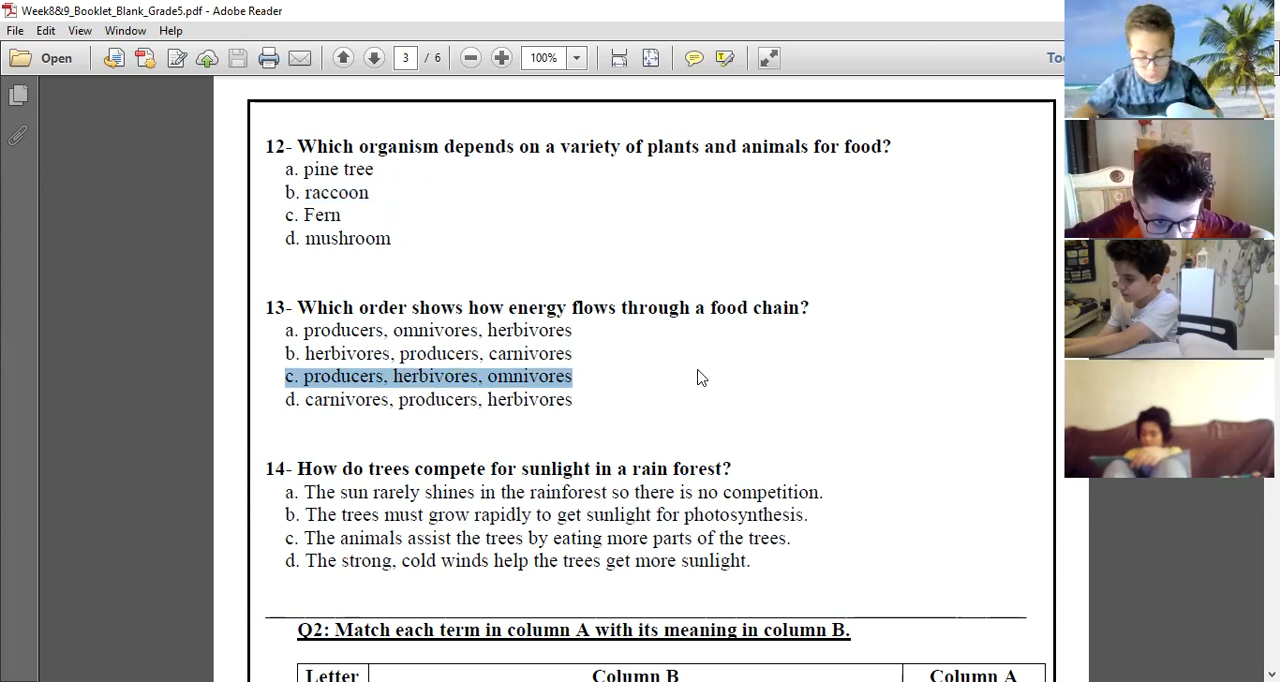 Week8&9_Booklet_Blank_Grade5.pdf - Adobe Reader
File Edit View Window Help
Open 3 / 6 100%
12- Which organism depends on a variety of plants and animals for food?
a. pine tree
b. raccoon
c. Fern
d. mushroom
13- Which order shows how energy flows through a food chain?
a. producers, omnivores, herbivores
b. herbivores, producers, carnivores
c. producers, herbivores, omnivores
d. carnivores, producers, herbivores
14- How do trees compete for sunlight in a rain forest?
a. The sun rarely shines in the rainforest so there is no competition.
b. The trees must grow rapidly to get sunlight for photosynthesis.
c. The animals assist the trees by eating more parts of the trees.
d. The strong, cold winds help the trees get more sunlight.
Q2: Match each term in column A with its meaning in column B.
Letter Column B Column A